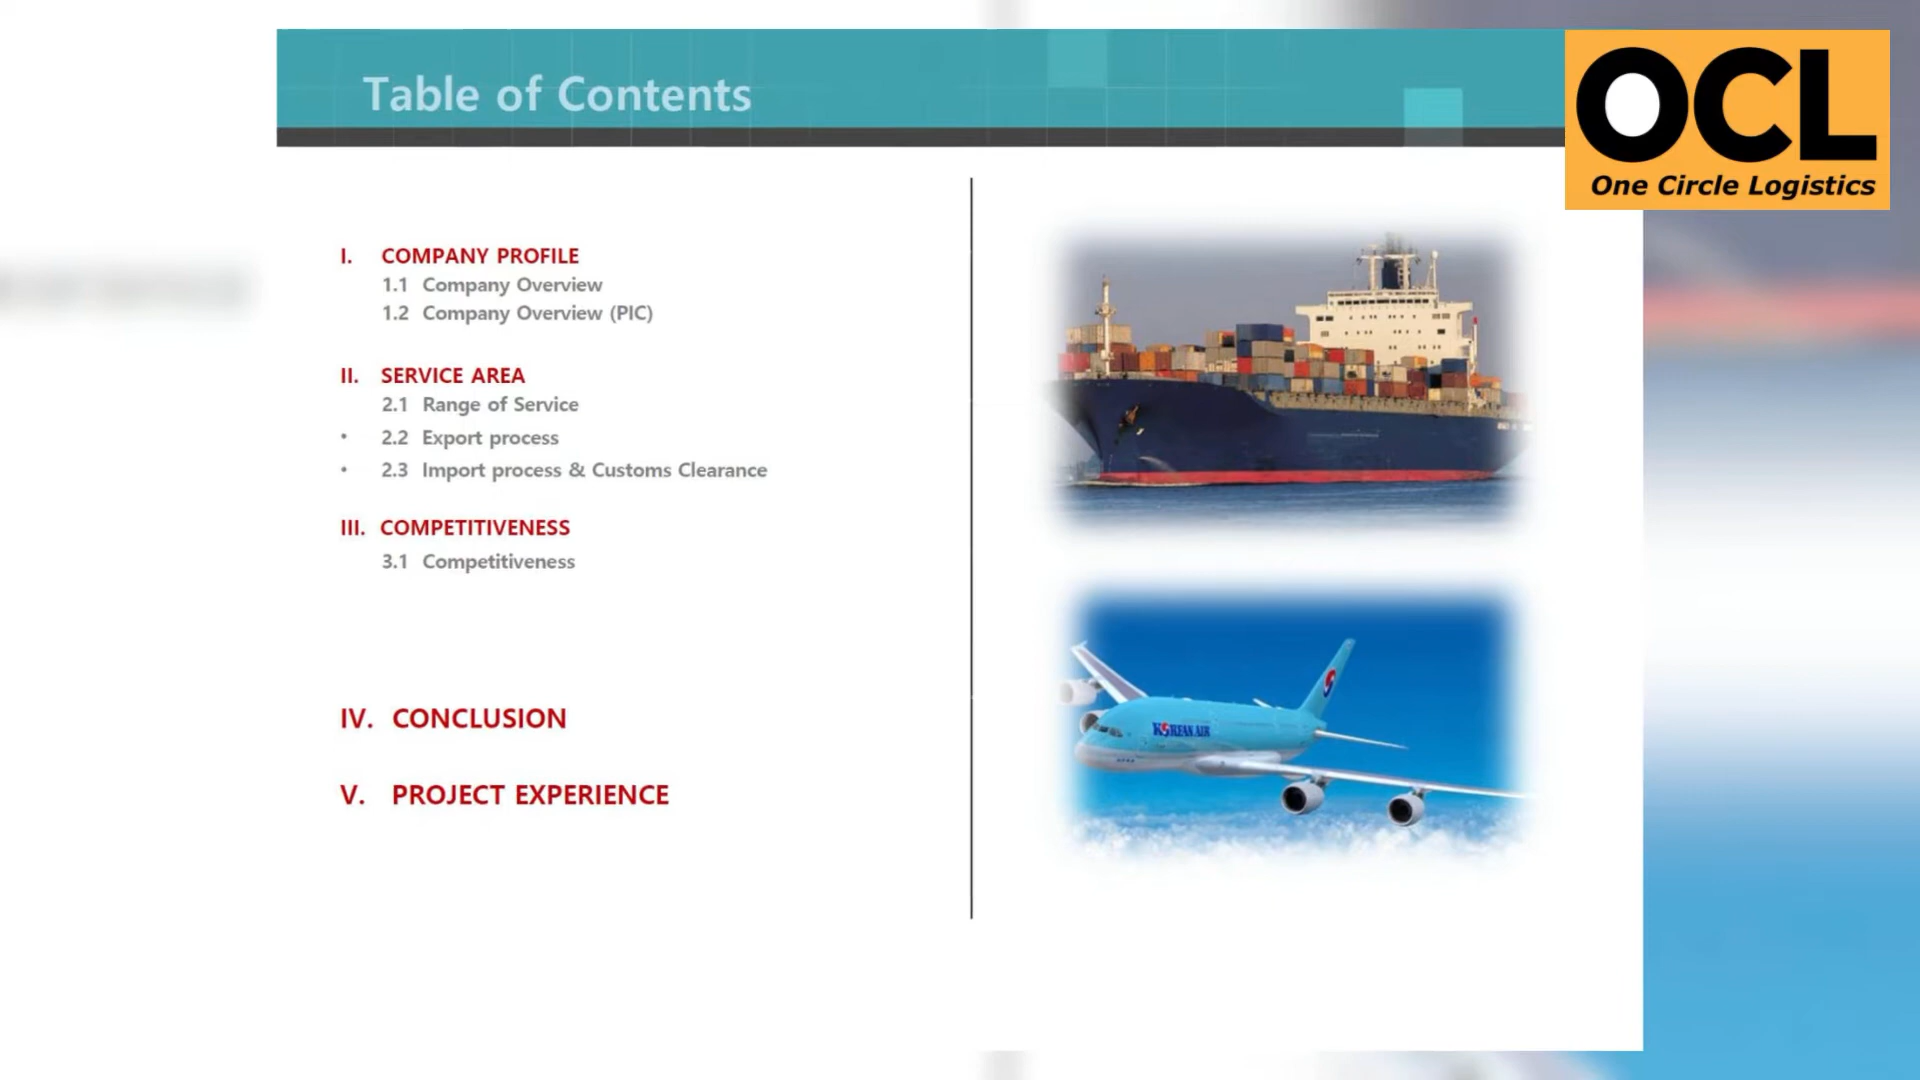 Table of Contents
OCL
One Circle Logistics
I. COMPANY PROFILE
1.1 Company Overview
1.2 Company Overview (PIC)
II. SERVICE AREA
2.1 Range of Service
• 2.2 Export process
• 2.3 Import process & Customs Clearance
III. COMPETITIVENESS
3.1 Competitiveness
IV. CONCLUSION
V. PROJECT EXPERIENCE
KOREAN AIR